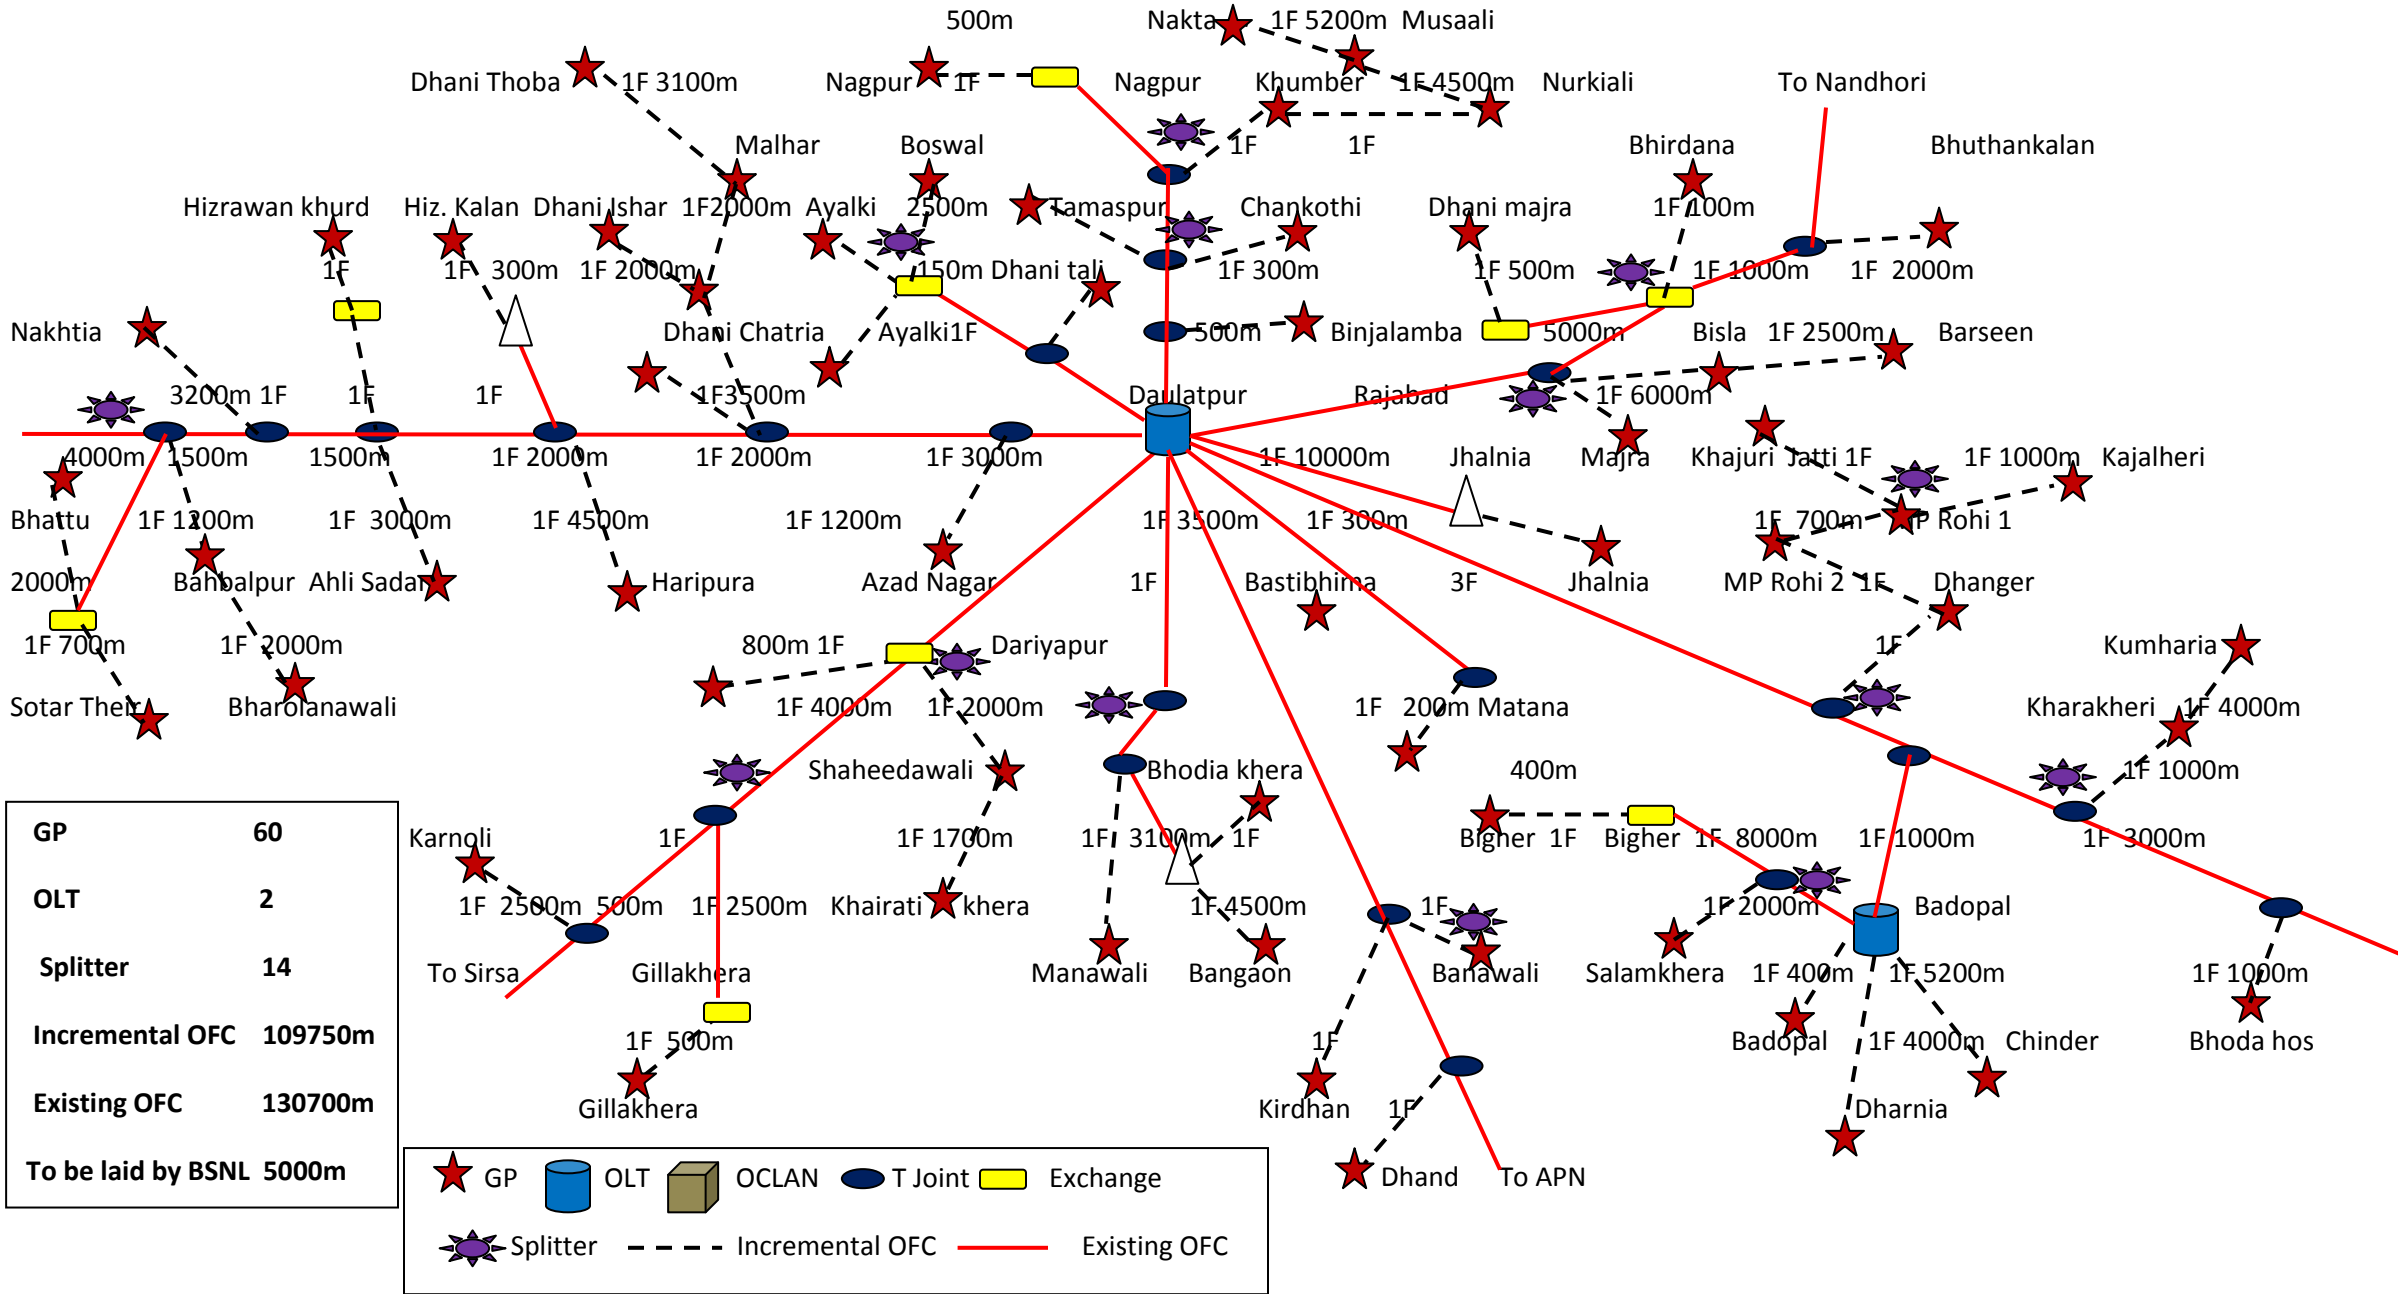 500m Nakta 1F 5200m Musaali
Dhani Thoba 1F 3100m Nagpur 1F Nagpur Khumber 1F 4500m Nurkiali To Nandhori
Malhar Boswal 1F 1F Bhirdana Bhuthankalan
Hizrawan khurd Hiz. Kalan Dhani Ishar 1F2000m Ayalki 2500m Tamaspur Chankothi Dhani majra 1F 100m
1F 1F 300m 1F 2000m 150m Dhani tali 1F 300m 1F 500m 1F 1000m 1F 2000m
Nakhtia Dhani Chatria Ayalki1F 500m Binjalamba 5000m Bisla 1F 2500m Barseen
3200m 1F 1F 1F 1F3500m Daulatpur Rajabad 1F 6000m
4000m 1500m 1500m 1F 2000m 1F 2000m 1F 3000m 1F 10000m Jhalnia Majra Khajuri Jatti 1F 1F 1000m Kajalheri
Bhattu 1F 1200m 1F 3000m 1F 4500m 1F 1200m 1F 3500m 1F 300m 1F 700m MP Rohi 1
2000m Bahbalpur Ahli Sadar Haripura Azad Nagar 1F Bastibhima 3F Jhalnia MP Rohi 2 1F Dhanger
1F 700m 1F 2000m 800m 1F Dariyapur 1F Kumharia
Sotar Their Bharolanawali 1F 4000m 1F 2000m 1F 200m Matana Kharakheri 1F 4000m
Shaheedawali Bhodia khera 400m 1F 1000m
GP 60
Karnoli 1F 1F 1700m 1F 3100m 1F Bigher 1F Bigher 1F 8000m 1F 1000m 1F 3000m
OLT 2
1F 2500m 500m 1F 2500m Khairati khera 1F 4500m 1F 1F 2000m Badopal
Splitter 14
To Sirsa Gillakhera Manawali Bangaon Banawali Salamkhera 1F 400m 1F 5200m 1F 1000m
Incremental OFC 109750m
1F 500m 1F Badopal 1F 4000m Chinder Bhoda hos
Existing OFC 130700m
Gillakhera Kirdhan 1F Dharnia
To be laid by BSNL 5000m
GP OLT OCLAN T Joint Exchange Dhand To APN
Splitter Incremental OFC Existing OFC